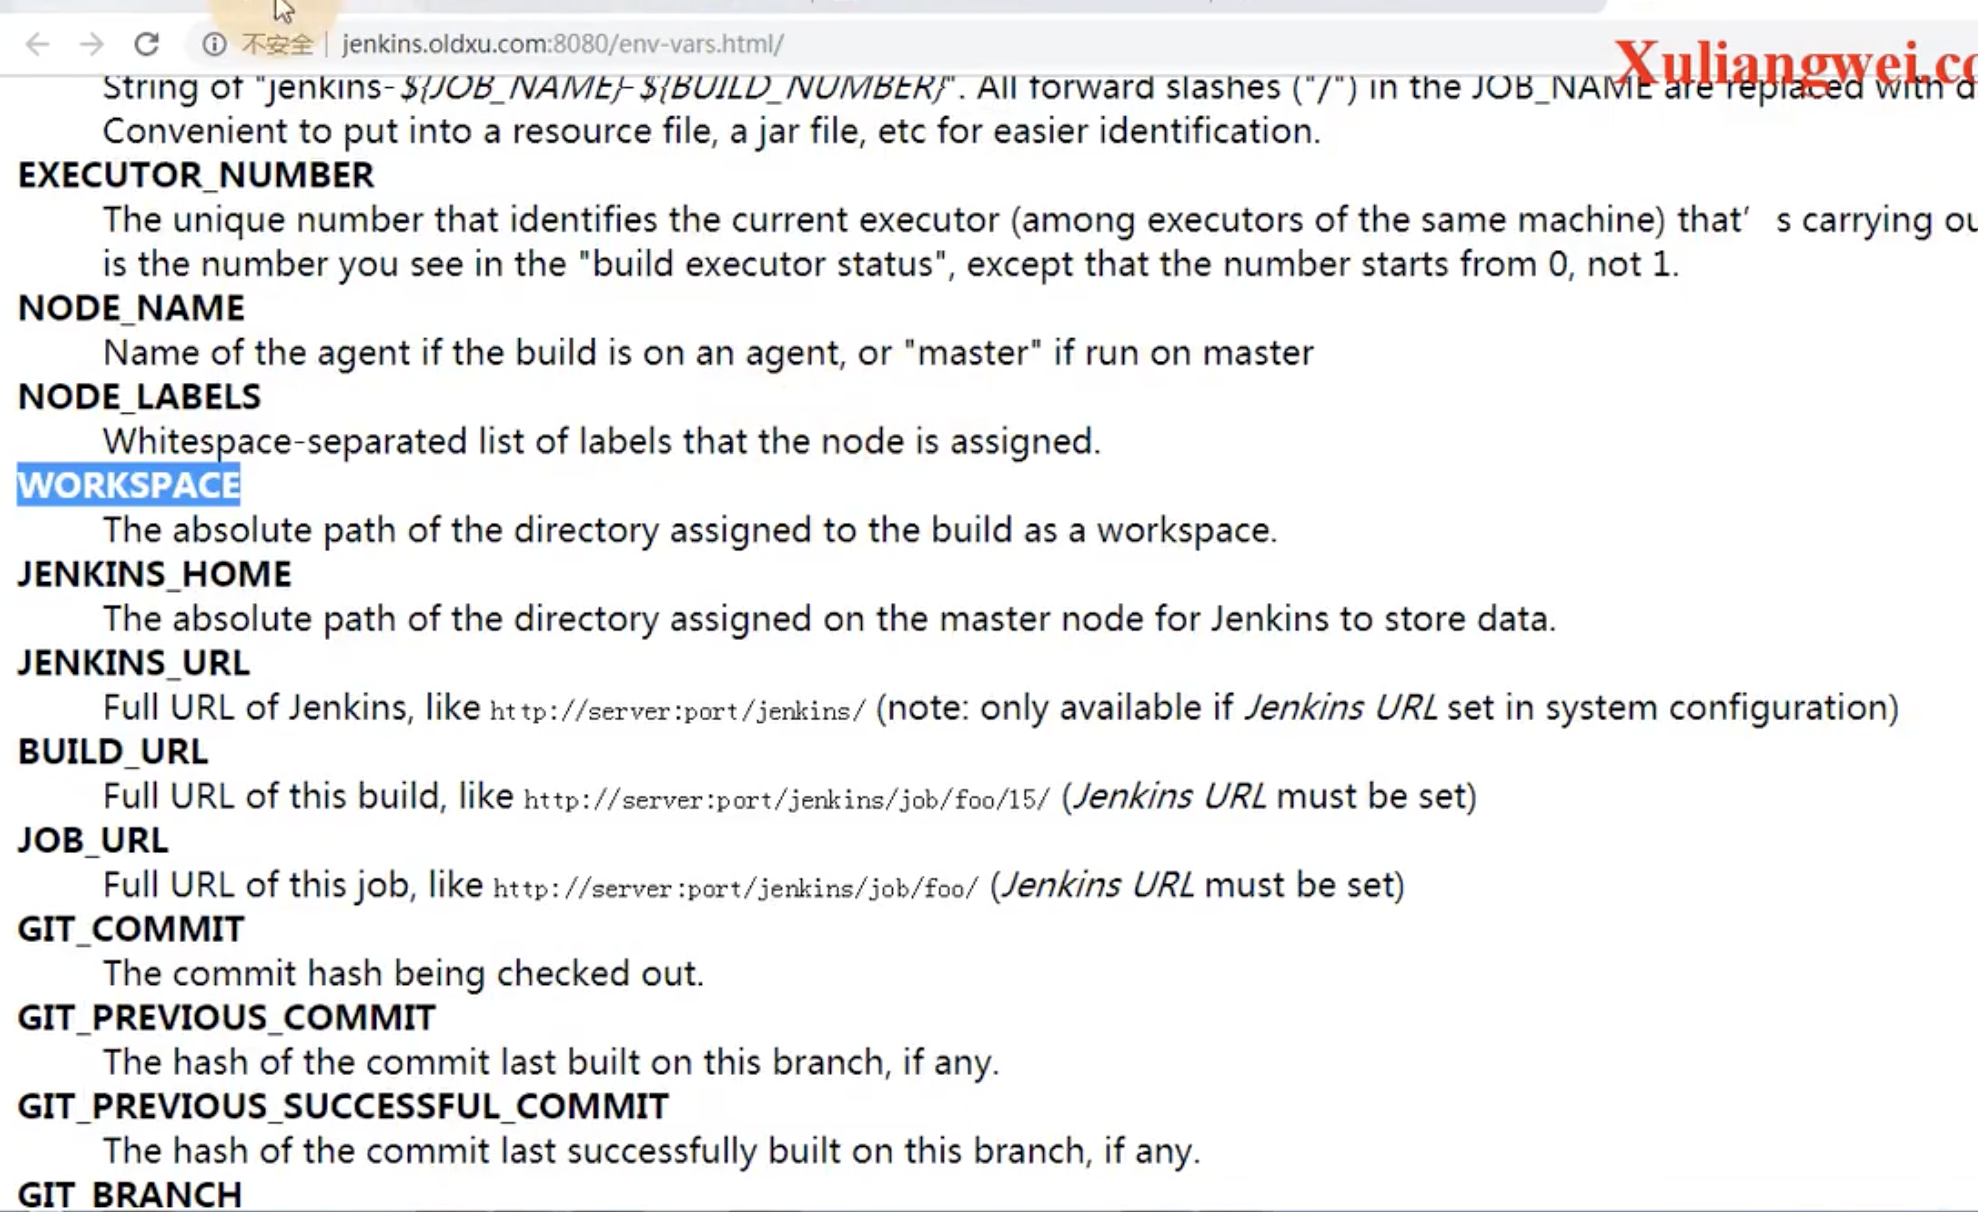 不安全 jenkins.oldxu.com:8080/env-vars.html/
Xuliangwei.co
String of "jenkins-${JOB_NAME}-${BUILD_NUMBER}". All forward slashes ("/") in the JOB_NAME are replaced with
Convenient to put into a resource file, a jar file, etc for easier identification.
EXECUTOR_NUMBER
The unique number that identifies the current executor (among executors of the same machine) that’s carrying ou
is the number you see in the "build executor status", except that the number starts from 0, not 1.
NODE_NAME
Name of the agent if the build is on an agent, or "master" if run on master
NODE_LABELS
Whitespace-separated list of labels that the node is assigned.
WORKSPACE
The absolute path of the directory assigned to the build as a workspace.
JENKINS_HOME
The absolute path of the directory assigned on the master node for Jenkins to store data.
JENKINS_URL
Full URL of Jenkins, like http://server:port/jenkins/ (note: only available if Jenkins URL set in system configuration)
BUILD_URL
Full URL of this build, like http://server:port/jenkins/job/foo/15/ (Jenkins URL must be set)
JOB_URL
Full URL of this job, like http://server:port/jenkins/job/foo/ (Jenkins URL must be set)
GIT_COMMIT
The commit hash being checked out.
GIT_PREVIOUS_COMMIT
The hash of the commit last built on this branch, if any.
GIT_PREVIOUS_SUCCESSFUL_COMMIT
The hash of the commit last successfully built on this branch, if any.
GIT_BRANCH